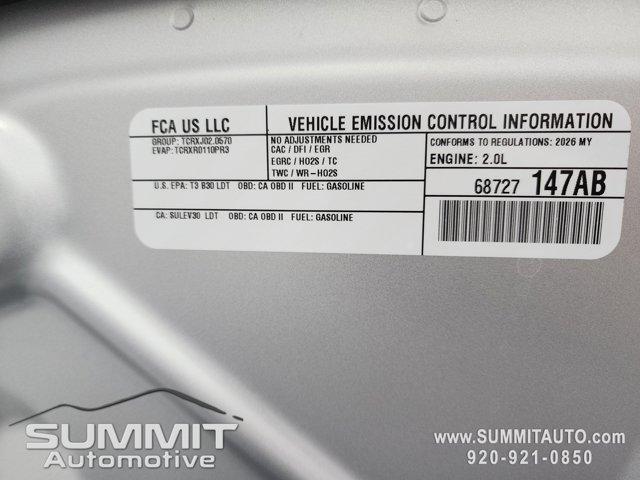 FCA US LLC
VEHICLE EMISSION CONTROL INFORMATION
GROUP: TCRXJ02.0570
EVAP: TCRXR0110PR3
NO ADJUSTMENTS NEEDED
CAC / DFI / EGR
EGRC / HO2S / TC
TWC / WR-HO2S
CONFORMS TO REGULATIONS: 2026 MY
ENGINE: 2.0L
U.S. EPA: T3 B30 LDT OBD: CA OBD II FUEL: GASOLINE
68727 147AB
CA: SULEV30 LDT OBD: CA OBD II FUEL: GASOLINE
SUMMIT
Automotive
WWW.SUMMITAUTO.COM
920-921-0850